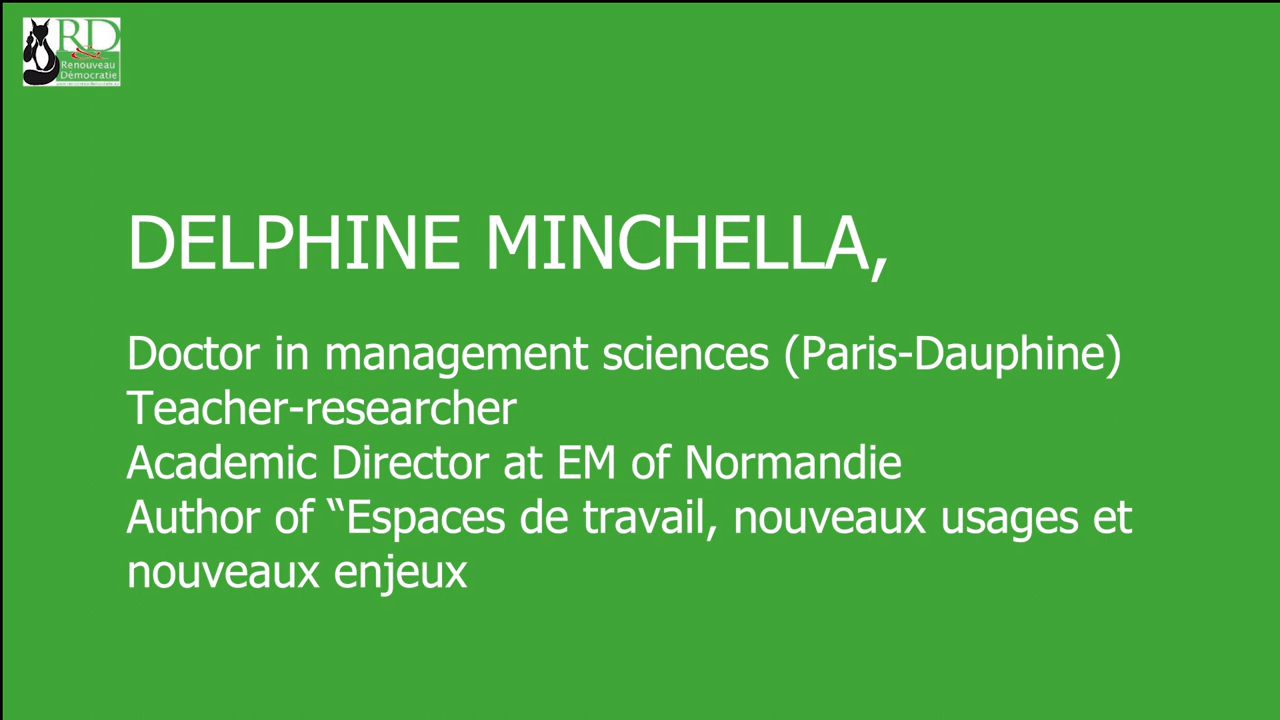 RD
Renouveau
Démocratie
DELPHINE MINCHELLA,
Doctor in management sciences (Paris-Dauphine)
Teacher-researcher
Academic Director at EM of Normandie
Author of “Espaces de travail, nouveaux usages et
nouveaux enjeux